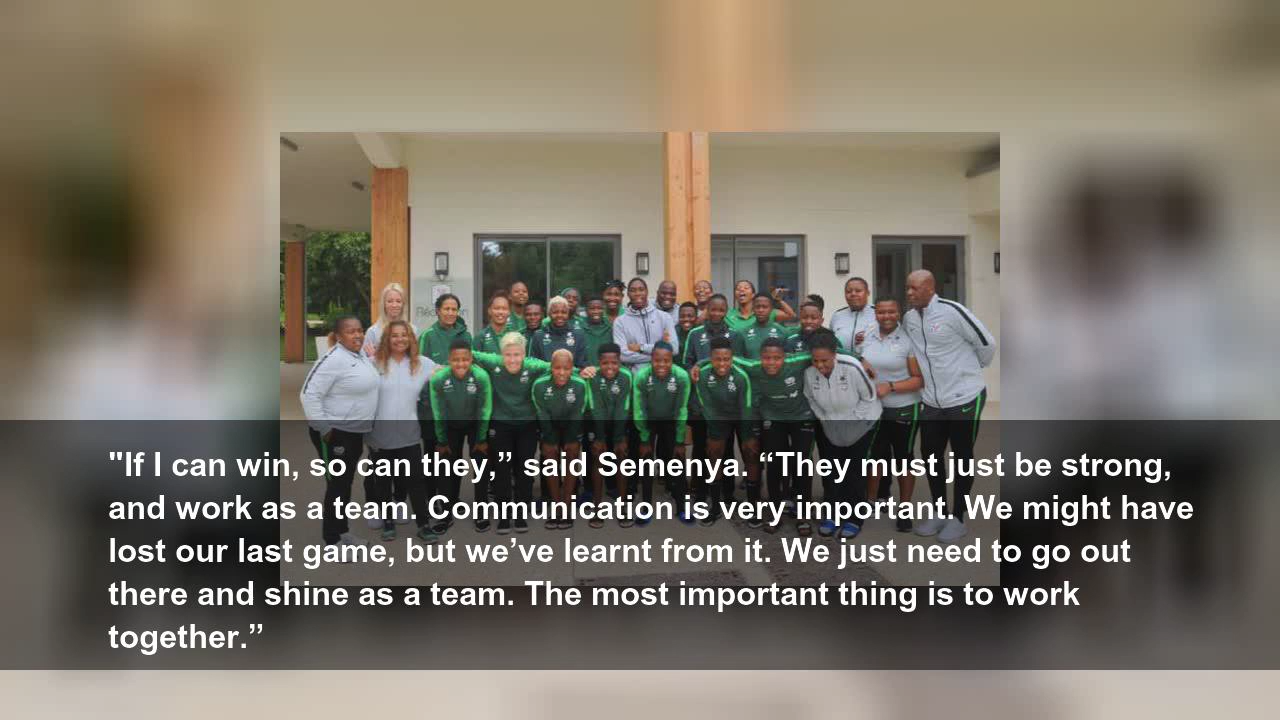 "If I can win, so can they,” said Semenya. “They must just be strong,
and work as a team. Communication is very important. We might have
lost our last game, but we’ve learnt from it. We just need to go out
there and shine as a team. The most important thing is to work
together.”